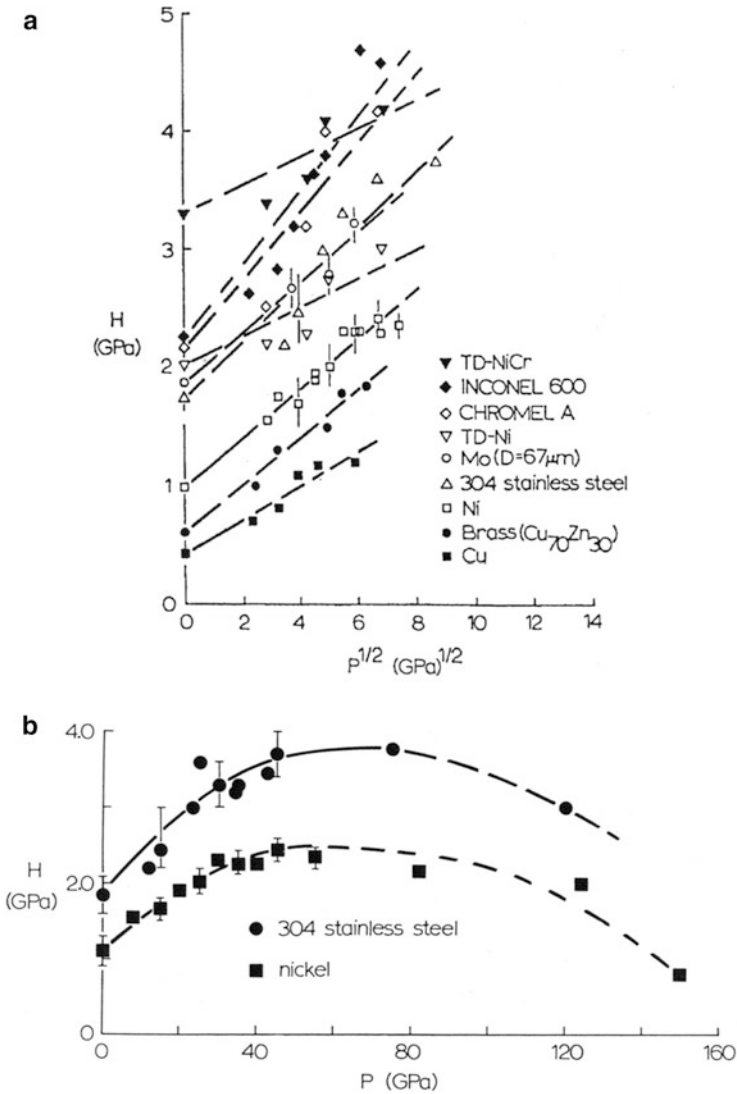 a
5
4
3
H
(GPa)
2
1
0
0 2 4 6 8 10 12 14
P1/2 (GPa)1/2
TD-NiCr
INCONEL 600
CHROMEL A
TD-Ni
Mo(D=67μm)
304 stainless steel
Ni
Brass(Cu70Zn30)
Cu
b
4.0
H
(GPa)
2.0
0
304 stainless steel
nickel
0 40 80 120 160
P (GPa)